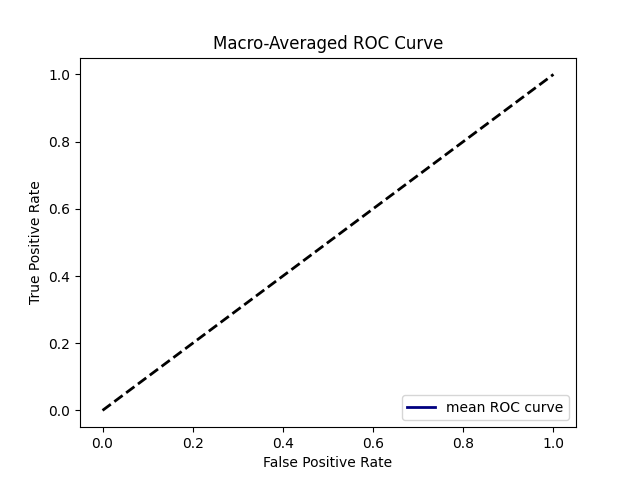 Macro-Averaged ROC Curve
True Positive Rate
1.0
0.8
0.6
0.4
0.2
0.0
mean ROC curve
0.0 0.2 0.4 0.6 0.8 1.0
False Positive Rate